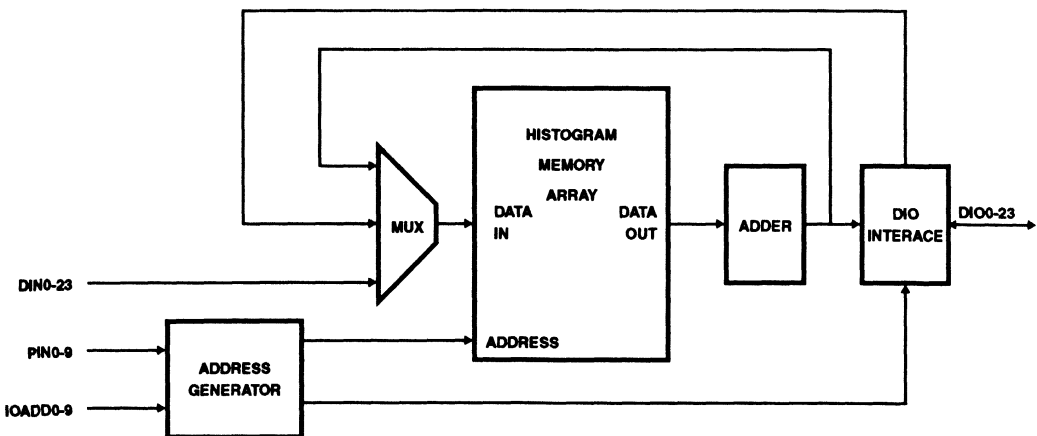 HISTOGRAM
MEMORY
ARRAY
DATA
IN
DATA
OUT
MUX
ADDER
DIO
INTERACE
DIO0-23
DIN0-23
ADDRESS
PIN0-9
ADDRESS
GENERATOR
IOADD0-9